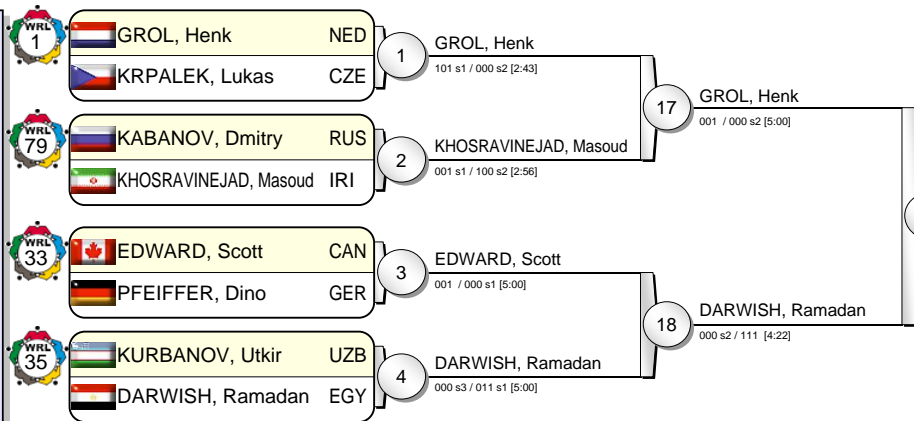 WRL
1
GROL, Henk NED
KRPALEK, Lukas CZE
1
GROL, Henk
101 s1 / 000 s2 [2:43]
17
GROL, Henk
001 / 000 s2 [5:00]
WRL
79
KABANOV, Dmitry RUS
KHOSRAVINEJAD, Masoud IRI
2
KHOSRAVINEJAD, Masoud
001 s1 / 100 s2 [2:56]
WRL
33
EDWARD, Scott CAN
PFEIFFER, Dino GER
3
EDWARD, Scott
001 / 000 s1 [5:00]
18
DARWISH, Ramadan
000 s2 / 111 [4:22]
WRL
35
KURBANOV, Utkir UZB
DARWISH, Ramadan EGY
4
DARWISH, Ramadan
000 s3 / 011 s1 [5:00]